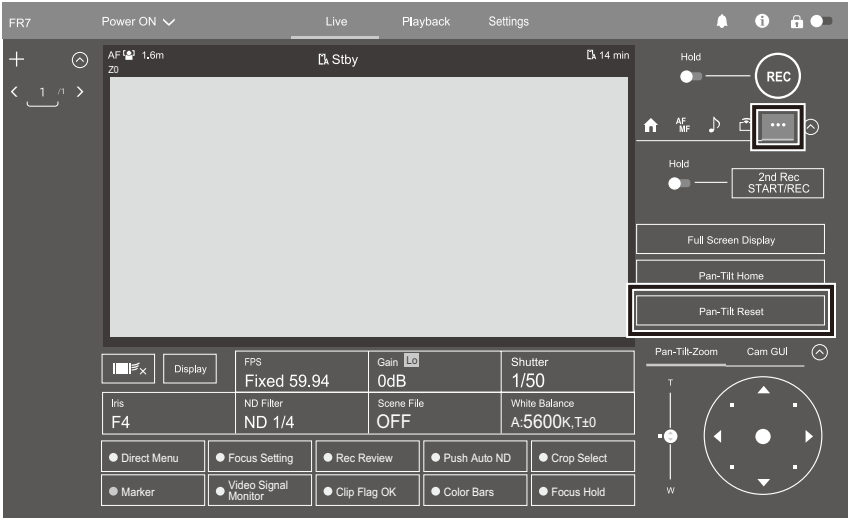 FR7
Power ON
Live
Playback
Settings
1 /1
AF 1.6m
Z0
Stby
14 min
Hold
REC
AF
MF
Hold
2nd Rec
START/REC
Full Screen Display
Pan-Tilt Home
Pan-Tilt Reset
Pan-Tilt-Zoom
Cam GUI
T
W
Display
FPS
Fixed 59.94
Gain Lo
0dB
Shutter
1/50
Iris
F4
ND Filter
ND 1/4
Scene File
OFF
White Balance
A:5600K,T±0
Direct Menu
Focus Setting
Rec Review
Push Auto ND
Crop Select
Marker
Video Signal
Monitor
Clip Flag OK
Color Bars
Focus Hold